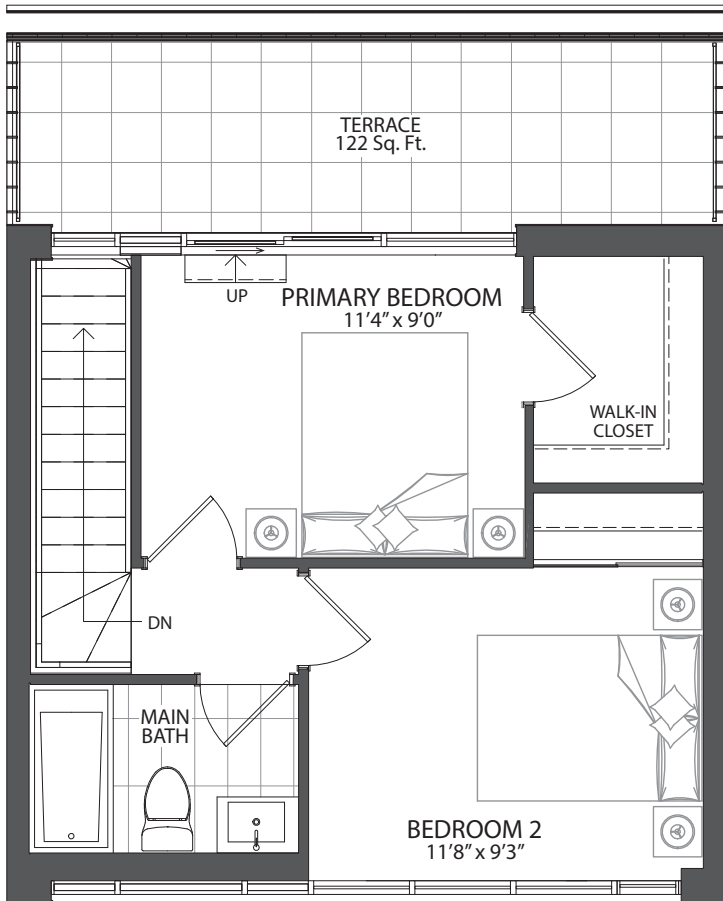 TERRACE
122 Sq. Ft.
UP
PRIMARY BEDROOM
11’4” x 9’0”
WALK-IN
CLOSET
DN
MAIN
BATH
BEDROOM 2
11’8” x 9’3”